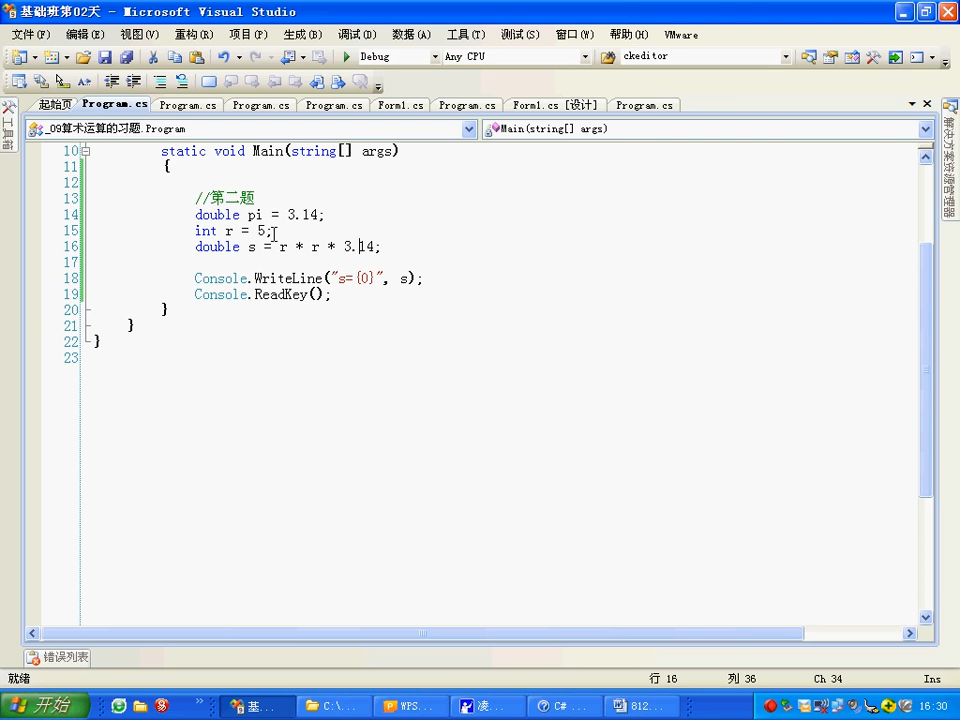 基础班第02天 - Microsoft Visual Studio
文件(F) 编辑(E) 视图(V) 重构(R) 项目(P) 生成(B) 调试(D) 数据(A) 工具(T) 测试(S) 窗口(W) 帮助(H) VMware
Debug Any CPU ckeditor
起始页 Program.cs Program.cs Program.cs Program.cs Form1.cs Program.cs Form1.cs [设计] Program.cs
_09算术运算的习题.Program Main(string[] args)
工具箱
解决方案资源管理器
10 static void Main(string[] args)
11 {
12
13 //第二题
14 double pi = 3.14;
15 int r = 5;
16 double s = r * r * 3.14;
17
18 Console.WriteLine("s={0}", s);
19 Console.ReadKey();
20 }
21 }
22 }
23
错误列表
就绪 行 16 列 36 Ch 34 Ins
开始 基... C:\... WPS... 凌... C# ... 812... 16:30